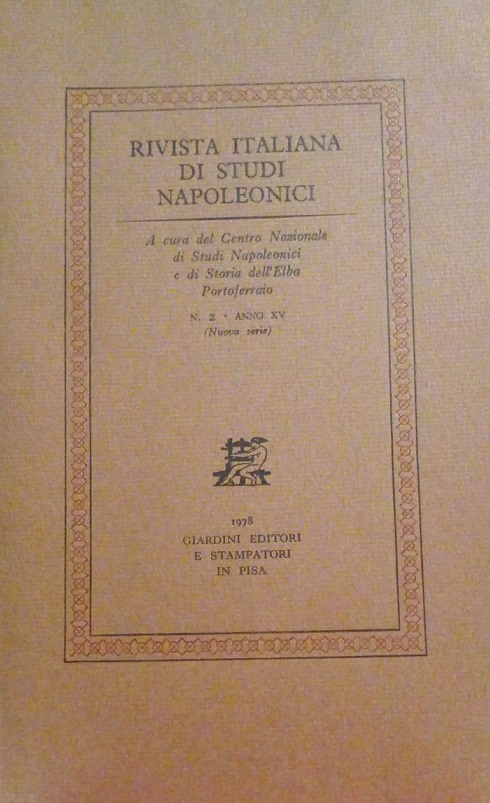 RIVISTA ITALIANA
DI STUDI
NAPOLEONICI
A cura del Centro Nazionale
di Studi Napoleonici
e di Storia dell'Elba
Portoferraio
N. 2 • ANNO XV
(Nuova serie)
1978
GIARDINI EDITORI
E STAMPATORI
IN PISA